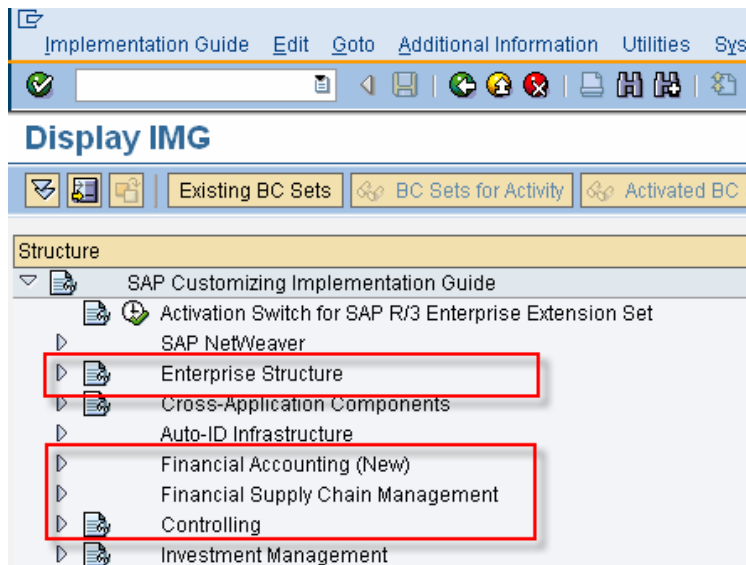 Implementation Guide Edit Goto Additional Information Utilities Sys
Display IMG
Existing BC Sets BC Sets for Activity Activated BC
Structure
SAP Customizing Implementation Guide
Activation Switch for SAP R/3 Enterprise Extension Set
SAP NetWeaver
Enterprise Structure
Cross-Application Components
Auto-ID Infrastructure
Financial Accounting (New)
Financial Supply Chain Management
Controlling
Investment Management